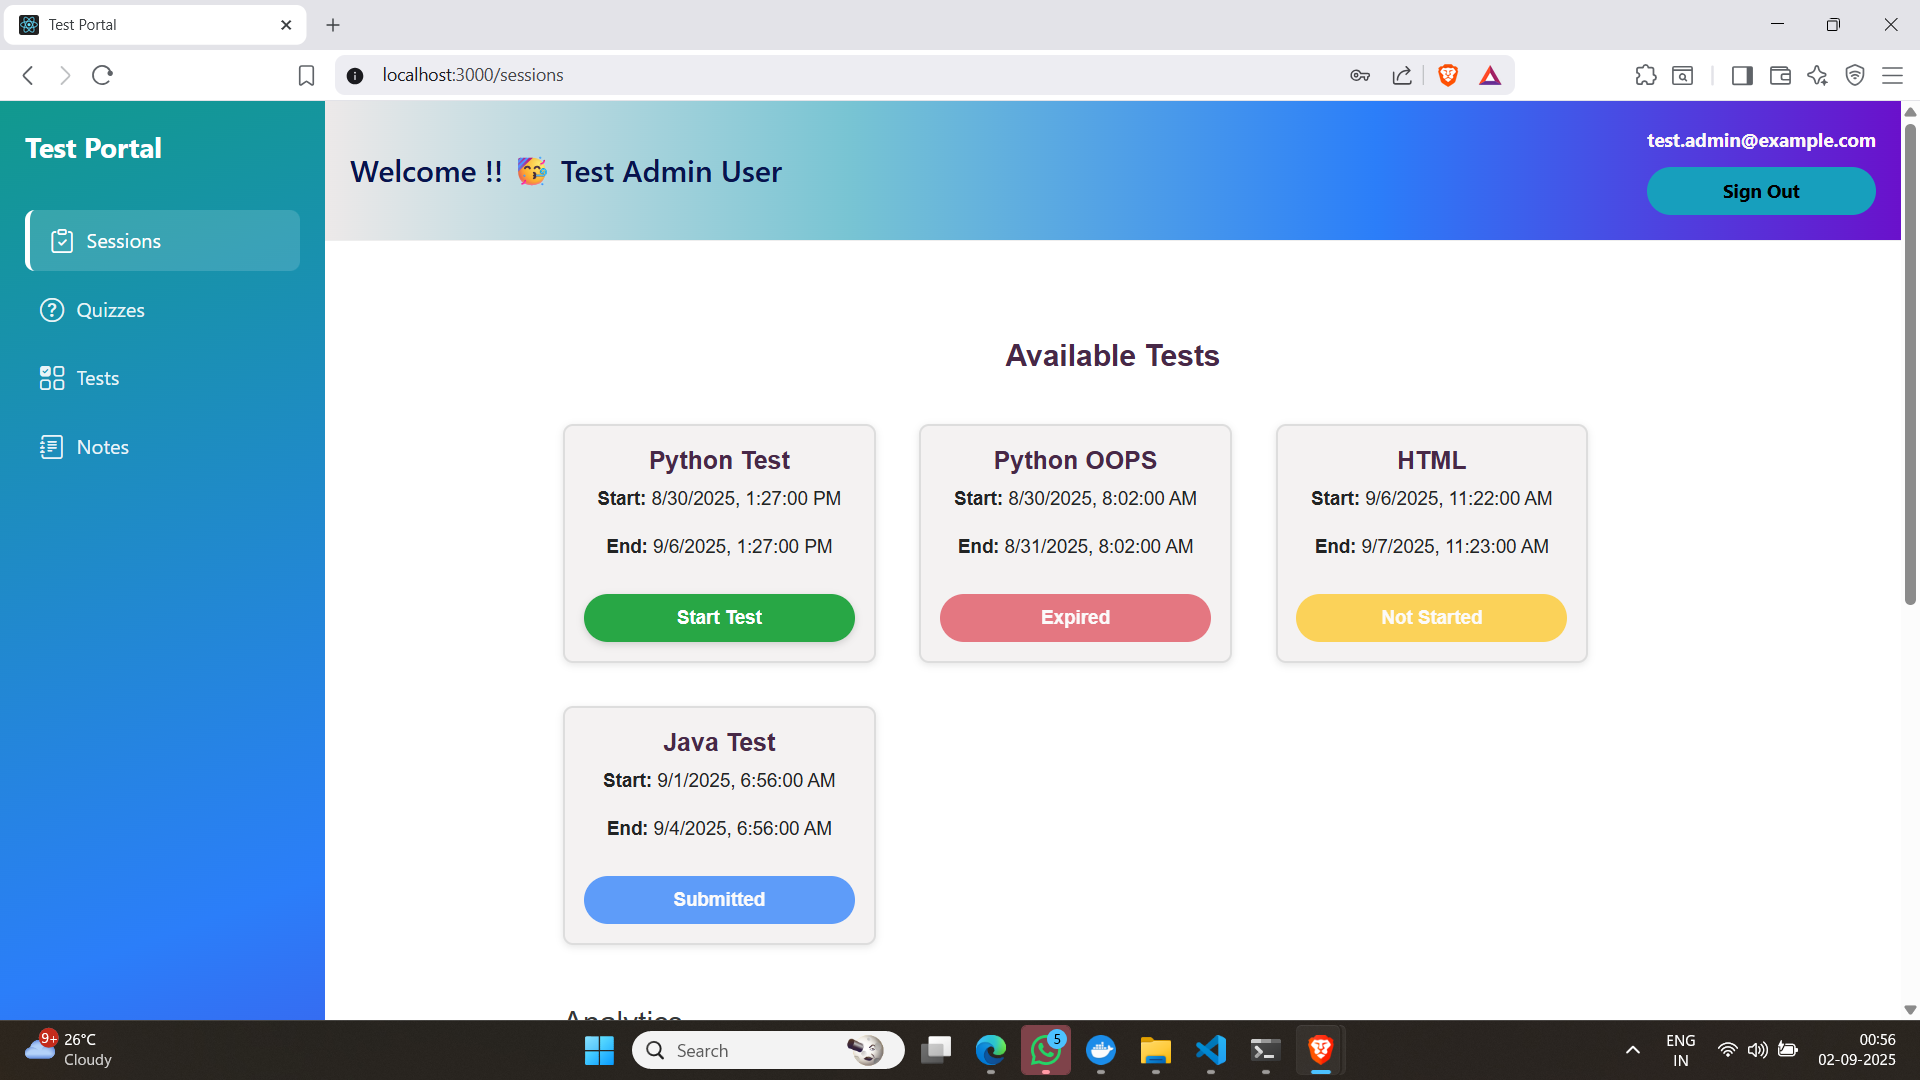 Test Portal
localhost:3000/sessions
Test Portal
Sessions
Quizzes
Tests
Notes
Welcome !! 🥳 Test Admin User
test.admin@example.com
Sign Out
Available Tests
Python Test
Start: 8/30/2025, 1:27:00 PM
End: 9/6/2025, 1:27:00 PM
Start Test
Python OOPS
Start: 8/30/2025, 8:02:00 AM
End: 8/31/2025, 8:02:00 AM
Expired
HTML
Start: 9/6/2025, 11:22:00 AM
End: 9/7/2025, 11:23:00 AM
Not Started
Java Test
Start: 9/1/2025, 6:56:00 AM
End: 9/4/2025, 6:56:00 AM
Submitted
Analytics
9+
26°C
Cloudy
Search
5
ENG
IN
00:56
02-09-2025